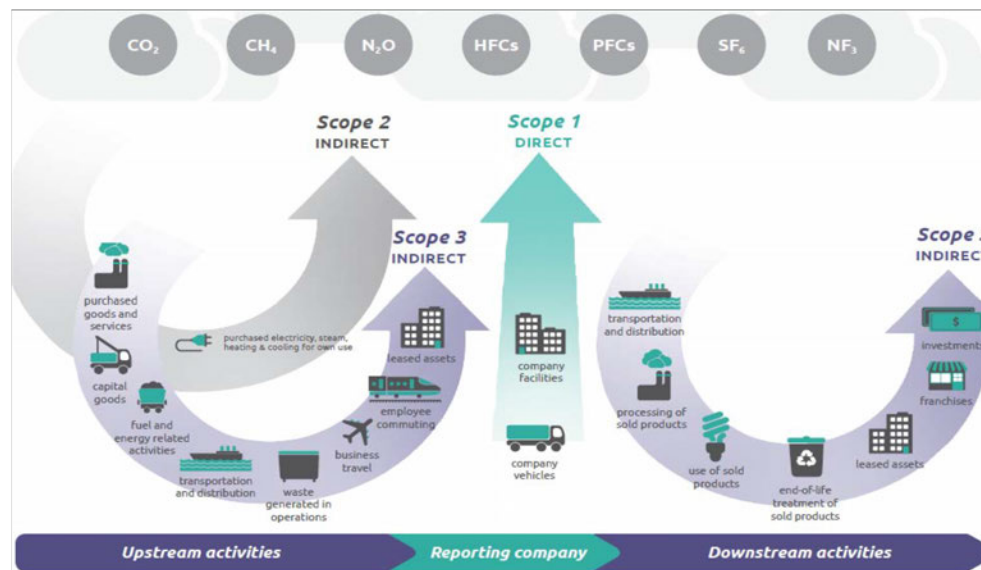 CO₂
CH₄
N₂O
HFCs
PFCs
SF₆
NF₃
Scope 2
INDIRECT
Scope 1
DIRECT
Scope 3
INDIRECT
Scope
INDIRECT
purchased
goods and
services
capital
goods
fuel and
energy related
activities
transportation
and distribution
waste
generated in
operations
business
travel
employee
commuting
leased assets
purchased electricity, steam,
heating & cooling for own use
company
facilities
company
vehicles
transportation
and distribution
processing of
sold products
use of sold
products
end-of-life
treatment of
sold products
leased assets
franchises
investments
$
Upstream activities
Reporting company
Downstream activities